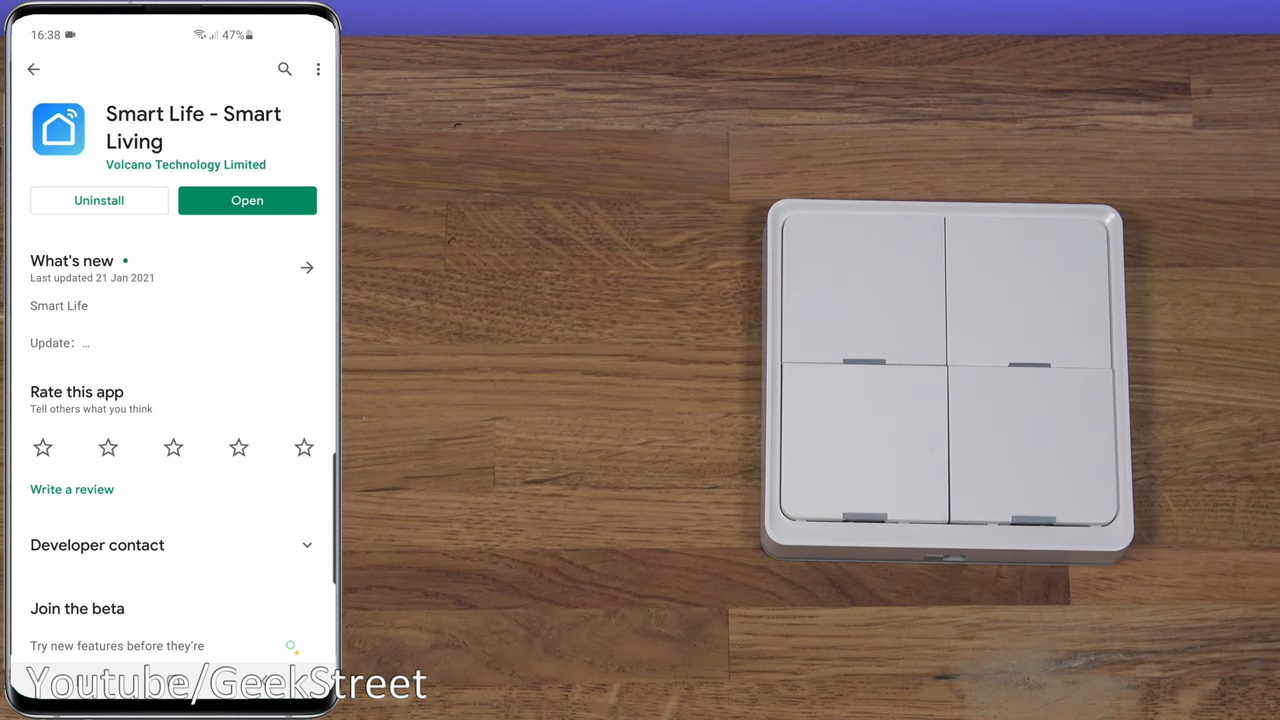 16:38
47%
Smart Life - Smart
Living
Volcano Technology Limited
Uninstall
Open
What's new
Last updated 21 Jan 2021
Smart Life
Update: ...
Rate this app
Tell others what you think
Write a review
Developer contact
Join the beta
Try new features before they're
Youtube/GeekStreet